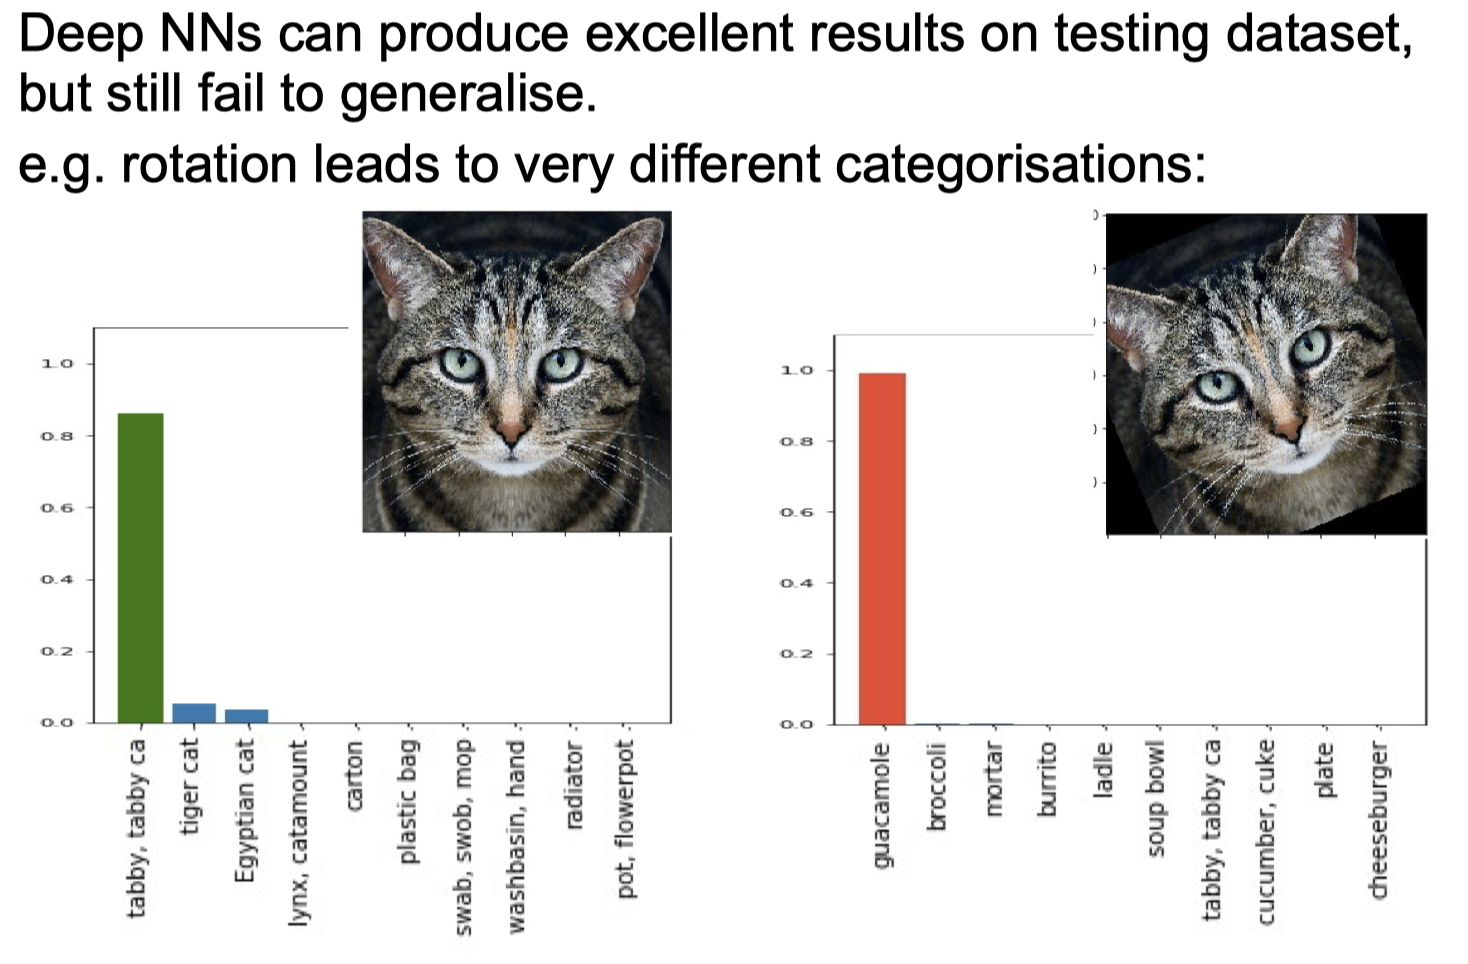 Deep NNs can produce excellent results on testing dataset,
but still fail to generalise.
e.g. rotation leads to very different categorisations:
1.0
0.8
0.6
0.4
0.2
0.0
tabby, tabby ca
tiger cat
Egyptian cat
lynx, catamount
carton
plastic bag
swab, swob, mop
washbasin, hand
radiator
pot, flowerpot
1.0
0.8
0.6
0.4
0.2
0.0
guacamole
broccoli
mortar
burrito
ladle
soup bowl
tabby, tabby ca
cucumber, cuke
plate
cheeseburger